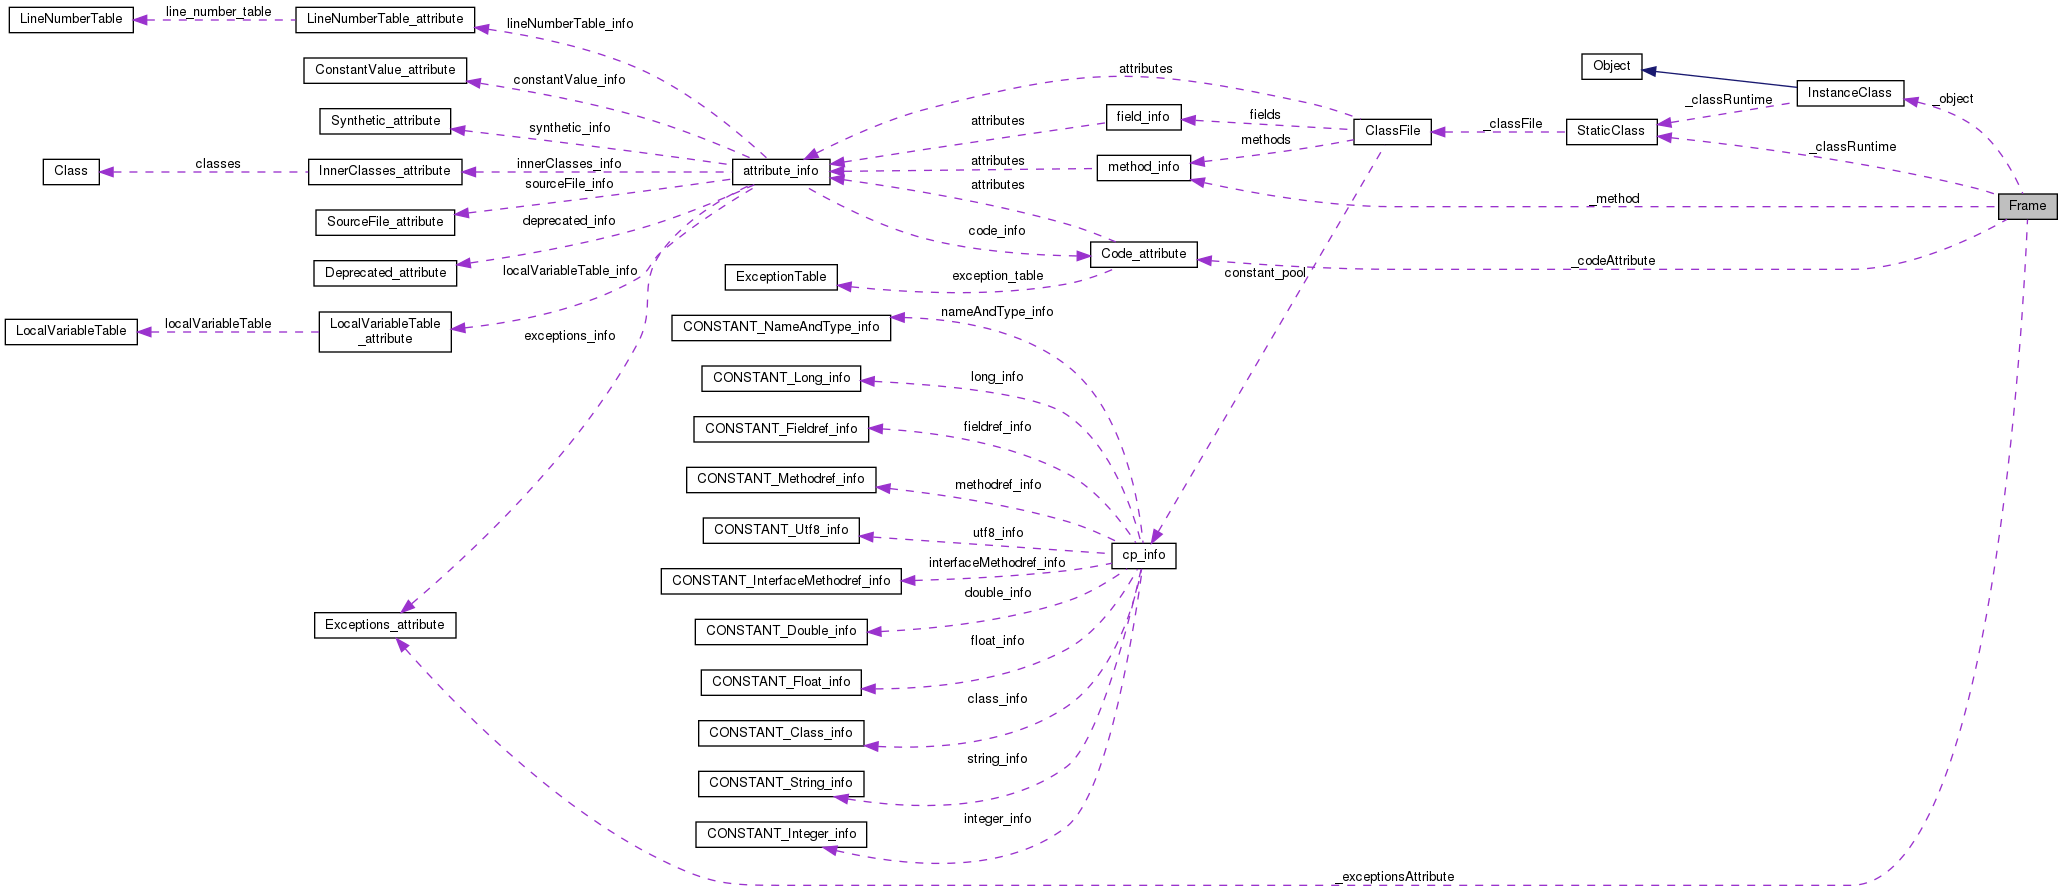 LineNumberTable
line_number_table
LineNumberTable_attribute
lineNumberTable_info
ConstantValue_attribute
constantValue_info
Synthetic_attribute
synthetic_info
Class
classes
InnerClasses_attribute
innerClasses_info
SourceFile_attribute
sourceFile_info
Deprecated_attribute
deprecated_info
LocalVariableTable
localVariableTable
LocalVariableTable
_attribute
localVariableTable_info
exceptions_info
Exceptions_attribute
attribute_info
attributes
attributes
attributes
attributes
code_info
field_info
fields
method_info
methods
Code_attribute
ExceptionTable
exception_table
ClassFile
constant_pool
_classFile
StaticClass
Object
InstanceClass
_classRuntime
_classRuntime
_object
Frame
_method
_codeAttribute
CONSTANT_NameAndType_info
nameAndType_info
CONSTANT_Long_info
long_info
CONSTANT_Fieldref_info
fieldref_info
CONSTANT_Methodref_info
methodref_info
CONSTANT_Utf8_info
utf8_info
cp_info
CONSTANT_InterfaceMethodref_info
interfaceMethodref_info
CONSTANT_Double_info
double_info
CONSTANT_Float_info
float_info
CONSTANT_Class_info
class_info
CONSTANT_String_info
string_info
CONSTANT_Integer_info
integer_info
_exceptionsAttribute